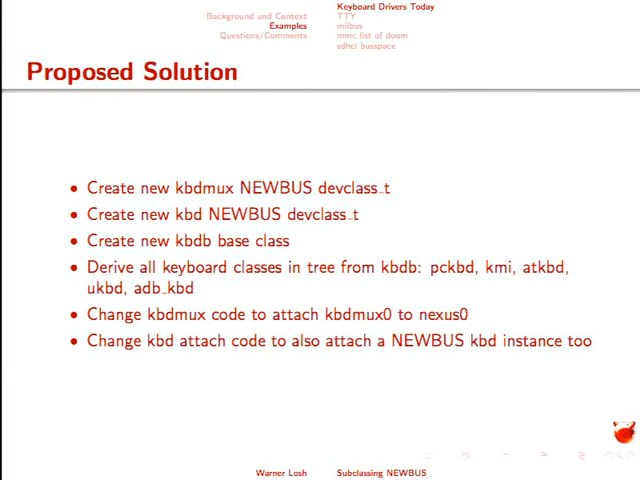 Keyboard Drivers Today
Background and Context
TTY
Examples
miibus
Questions/Comments
mmc list of doom
sdhci busspace
Proposed Solution
• Create new kbdmux NEWBUS devclass_t
• Create new kbd NEWBUS devclass_t
• Create new kbdb base class
• Derive all keyboard classes in tree from kbdb: pckbd, kmi, atkbd,
ukbd, adb_kbd
• Change kbdmux code to attach kbdmux0 to nexus0
• Change kbd attach code to also attach a NEWBUS kbd instance too
Warner Losh
Subclassing NEWBUS